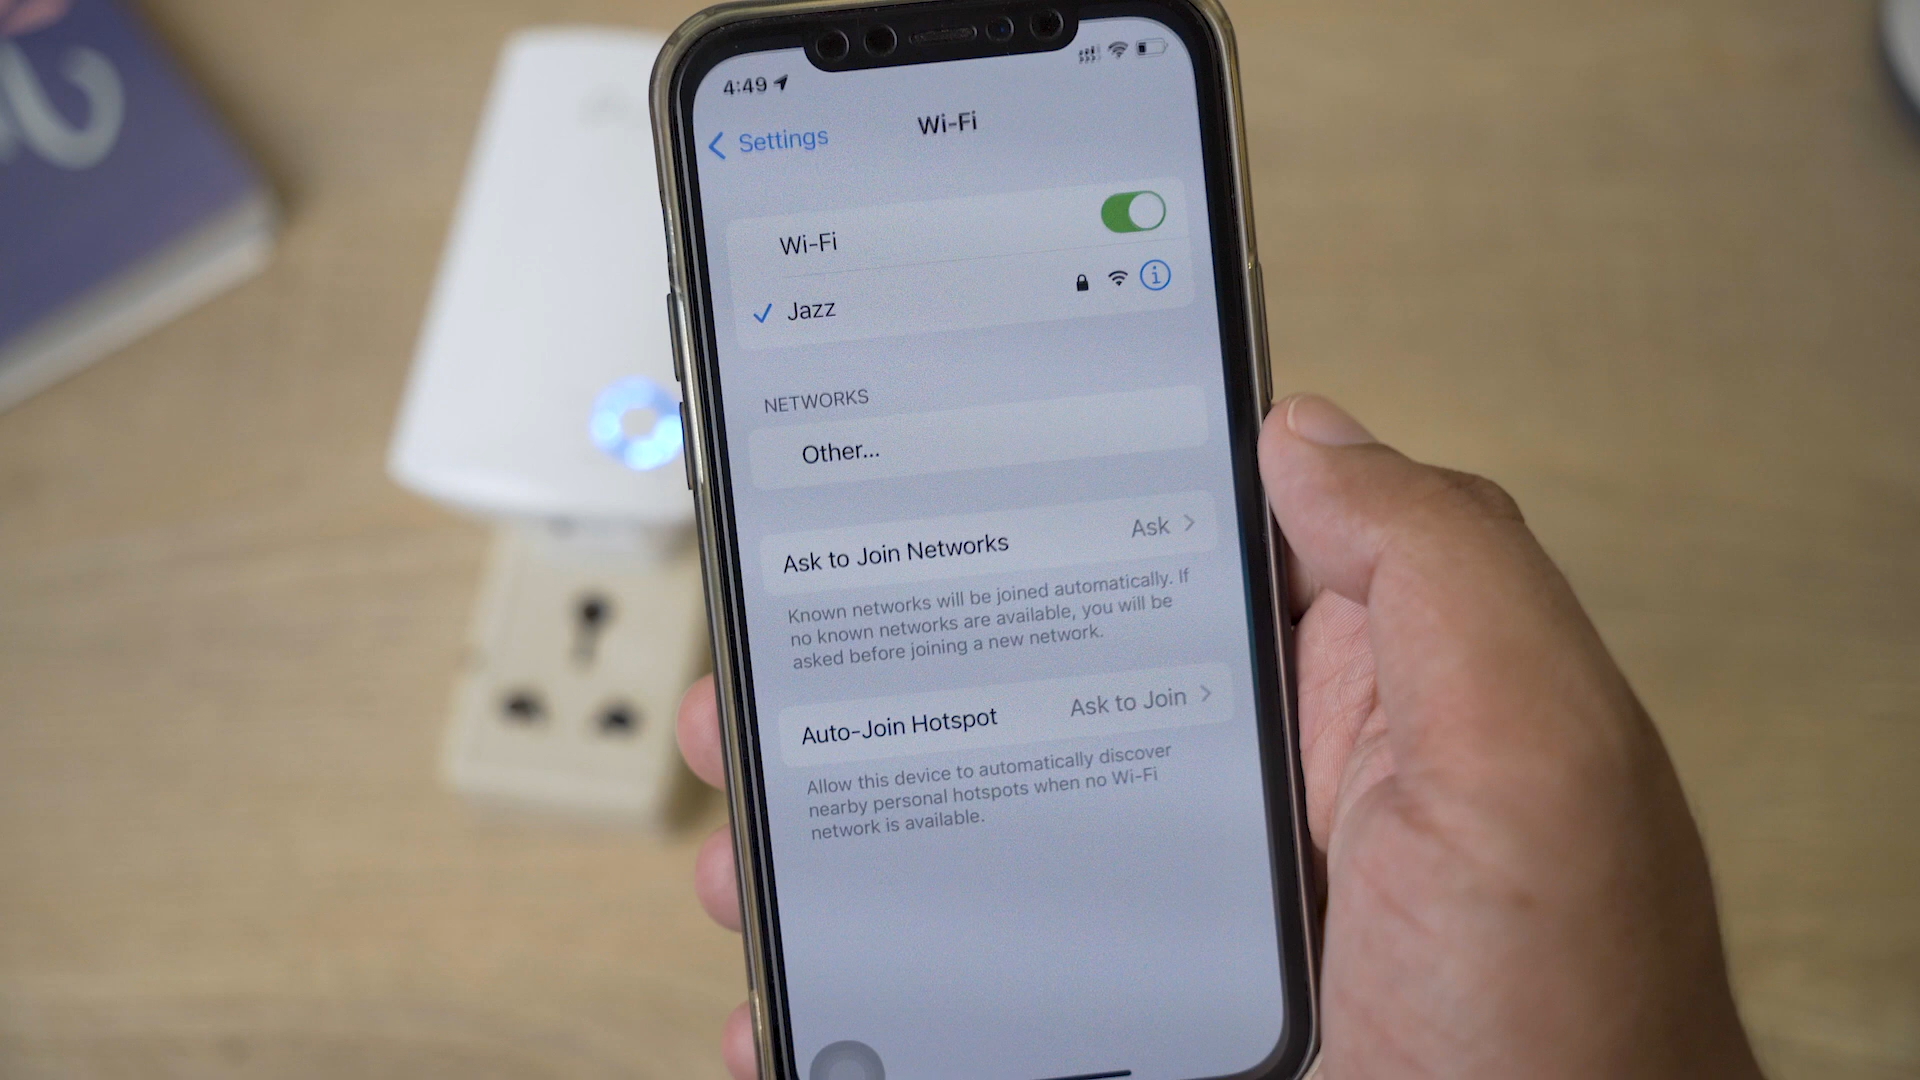 4:49
Settings
Wi-Fi
Wi-Fi
Jazz
NETWORKS
Other...
Ask to Join Networks Ask
Known networks will be joined automatically. If
no known networks are available, you will be
asked before joining a new network.
Auto-Join Hotspot Ask to Join
Allow this device to automatically discover
nearby personal hotspots when no Wi-Fi
network is available.